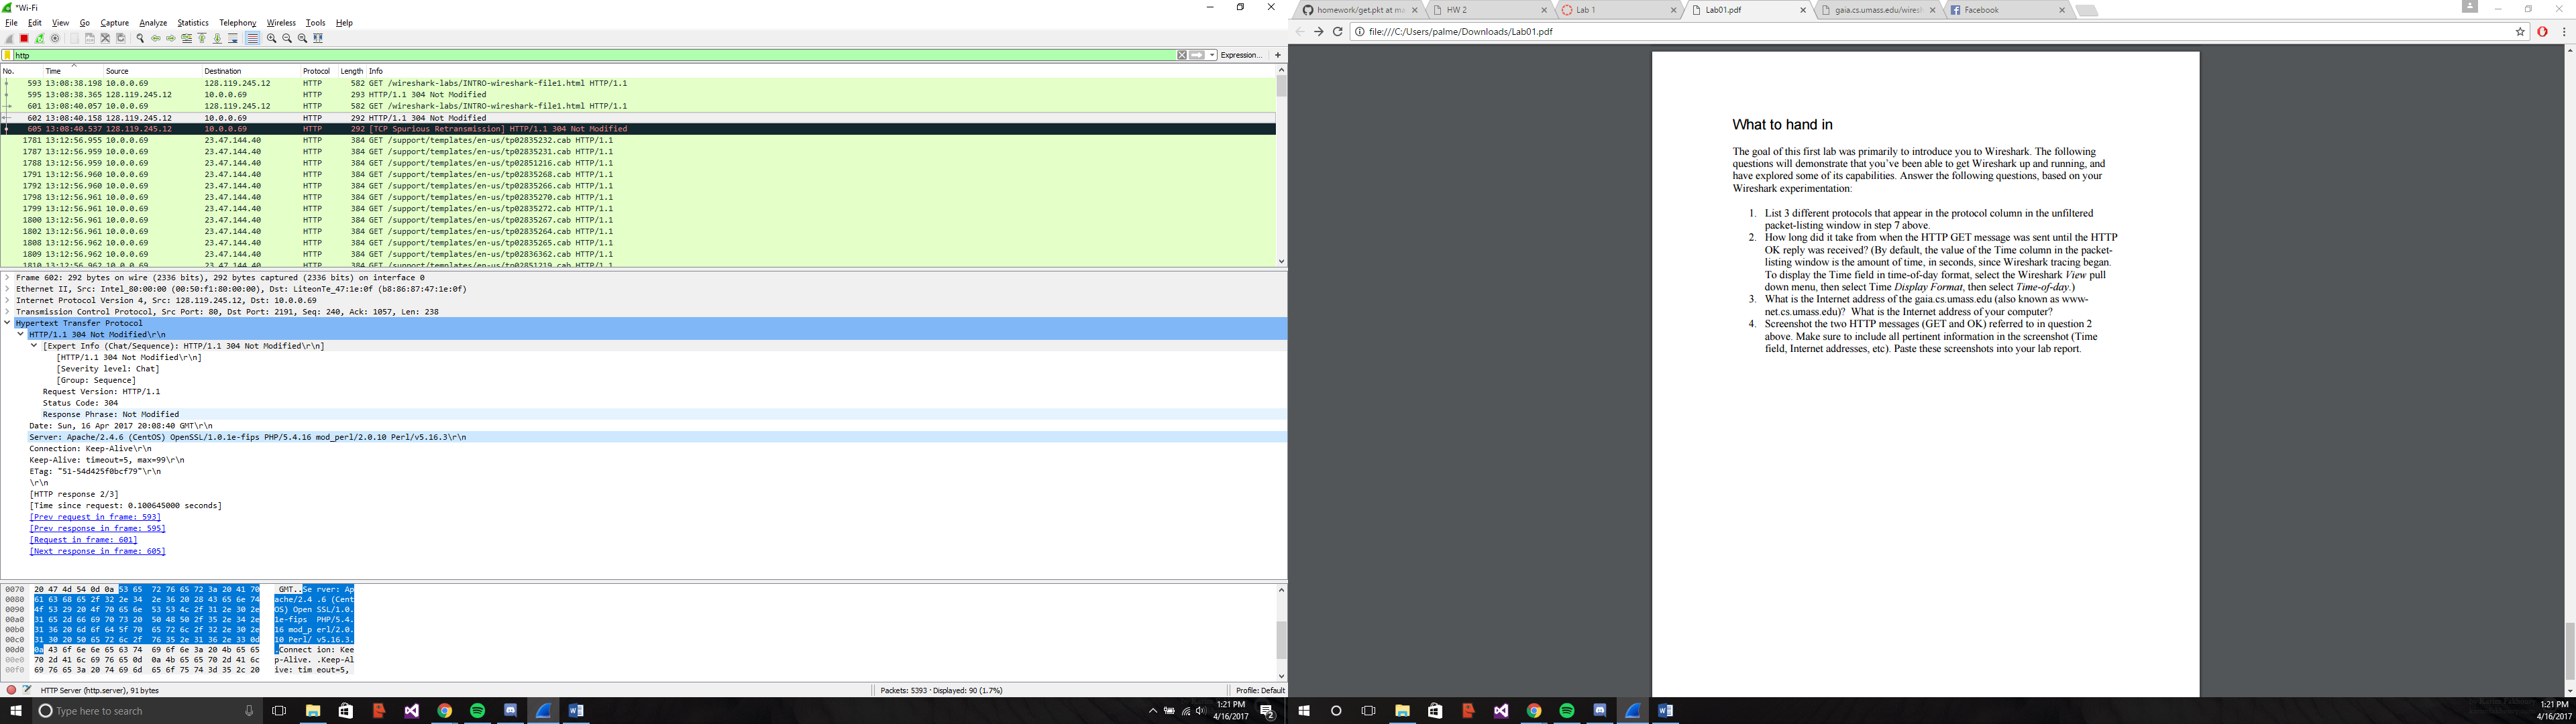 *Wi-Fi
File Edit View Go Capture Analyze Statistics Telephony Wireless Tools Help
http
Expression... +
No. Time Source Destination Protocol Length Info
593 13:08:38.198 10.0.0.69 128.119.245.12 HTTP 582 GET /wireshark-labs/INTRO-wireshark-file1.html HTTP/1.1
595 13:08:38.365 128.119.245.12 10.0.0.69 HTTP 293 HTTP/1.1 304 Not Modified
601 13:08:40.057 10.0.0.69 128.119.245.12 HTTP 582 GET /wireshark-labs/INTRO-wireshark-file1.html HTTP/1.1
602 13:08:40.158 128.119.245.12 10.0.0.69 HTTP 292 HTTP/1.1 304 Not Modified
605 13:08:40.537 128.119.245.12 10.0.0.69 HTTP 292 [TCP Spurious Retransmission] HTTP/1.1 304 Not Modified
1781 13:12:56.955 10.0.0.69 23.47.144.40 HTTP 384 GET /support/templates/en-us/tp02835232.cab HTTP/1.1
1787 13:12:56.959 10.0.0.69 23.47.144.40 HTTP 384 GET /support/templates/en-us/tp02835231.cab HTTP/1.1
1788 13:12:56.959 10.0.0.69 23.47.144.40 HTTP 384 GET /support/templates/en-us/tp02851216.cab HTTP/1.1
1791 13:12:56.960 10.0.0.69 23.47.144.40 HTTP 384 GET /support/templates/en-us/tp02835268.cab HTTP/1.1
1792 13:12:56.960 10.0.0.69 23.47.144.40 HTTP 384 GET /support/templates/en-us/tp02835266.cab HTTP/1.1
1798 13:12:56.961 10.0.0.69 23.47.144.40 HTTP 384 GET /support/templates/en-us/tp02835270.cab HTTP/1.1
1799 13:12:56.961 10.0.0.69 23.47.144.40 HTTP 384 GET /support/templates/en-us/tp02835272.cab HTTP/1.1
1800 13:12:56.961 10.0.0.69 23.47.144.40 HTTP 384 GET /support/templates/en-us/tp02835267.cab HTTP/1.1
1802 13:12:56.961 10.0.0.69 23.47.144.40 HTTP 384 GET /support/templates/en-us/tp02835264.cab HTTP/1.1
1808 13:12:56.962 10.0.0.69 23.47.144.40 HTTP 384 GET /support/templates/en-us/tp02835265.cab HTTP/1.1
1809 13:12:56.962 10.0.0.69 23.47.144.40 HTTP 384 GET /support/templates/en-us/tp02836362.cab HTTP/1.1
1810 13:12:56.962 10.0.0.69 23.47.144.40 HTTP 384 GET /support/templates/en-us/tp02851219.cab HTTP/1.1
Frame 602: 292 bytes on wire (2336 bits), 292 bytes captured (2336 bits) on interface 0
Ethernet II, Src: Intel_80:00:00 (00:50:f1:80:00:00), Dst: LiteonTe_47:1e:0f (b8:86:87:47:1e:0f)
Internet Protocol Version 4, Src: 128.119.245.12, Dst: 10.0.0.69
Transmission Control Protocol, Src Port: 80, Dst Port: 2191, Seq: 240, Ack: 1057, Len: 238
Hypertext Transfer Protocol
HTTP/1.1 304 Not Modified\r\n
[Expert Info (Chat/Sequence): HTTP/1.1 304 Not Modified\r\n]
[HTTP/1.1 304 Not Modified\r\n]
[Severity level: Chat]
[Group: Sequence]
Request Version: HTTP/1.1
Status Code: 304
Response Phrase: Not Modified
Date: Sun, 16 Apr 2017 20:08:40 GMT\r\n
Server: Apache/2.4.6 (CentOS) OpenSSL/1.0.1e-fips PHP/5.4.16 mod_perl/2.0.10 Perl/v5.16.3\r\n
Connection: Keep-Alive\r\n
Keep-Alive: timeout=5, max=99\r\n
ETag: "51-54d425f0bcf79"\r\n
\r\n
[HTTP response 2/3]
[Time since request: 0.100645000 seconds]
[Prev request in frame: 593]
[Prev response in frame: 595]
[Request in frame: 601]
[Next response in frame: 605]
0070 20 47 4d 54 0d 0a 53 65 72 76 65 72 3a 20 41 70 GMT..Se rver: Ap
0080 61 63 68 65 2f 32 2e 34 2e 36 20 28 43 65 6e 74 ache/2.4 .6 (Cent
0090 4f 53 29 20 4f 70 65 6e 53 53 4c 2f 31 2e 30 2e OS) Open SSL/1.0.
00a0 31 65 2d 66 69 70 73 20 50 48 50 2f 35 2e 34 2e 1e-fips PHP/5.4.
00b0 31 36 20 6d 6f 64 5f 70 65 72 6c 2f 32 2e 30 2e 16 mod_p erl/2.0.
00c0 31 30 20 50 65 72 6c 2f 76 35 2e 31 36 2e 33 0d 10 Perl/ v5.16.3.
00d0 0a 43 6f 6e 6e 65 63 74 69 6f 6e 3a 20 4b 65 65 .Connect ion: Kee
00e0 70 2d 41 6c 69 76 65 0d 0a 4b 65 65 70 2d 41 6c p-Alive. .Keep-Al
00f0 69 76 65 3a 20 74 69 6d 65 6f 75 74 3d 35 2c 20 ive: tim eout=5,
HTTP Server (http.server), 91 bytes
Packets: 5393 · Displayed: 90 (1.7%)
Profile: Default
Type here to search
1:21 PM
4/16/2017
2
homework/get.pkt at ma
HW 2
Lab 1
Lab01.pdf
gaia.cs.umass.edu/wiresh
Facebook
file:///C:/Users/palme/Downloads/Lab01.pdf
What to hand in
The goal of this first lab was primarily to introduce you to Wireshark. The following
questions will demonstrate that you've been able to get Wireshark up and running, and
have explored some of its capabilities. Answer the following questions, based on your
Wireshark experimentation:
1. List 3 different protocols that appear in the protocol column in the unfiltered
packet-listing window in step 7 above.
2. How long did it take from when the HTTP GET message was sent until the HTTP
OK reply was received? (By default, the value of the Time column in the packet-
listing window is the amount of time, in seconds, since Wireshark tracing began.
To display the Time field in time-of-day format, select the Wireshark View pull
down menu, then select Time Display Format, then select Time-of-day.)
3. What is the Internet address of the gaia.cs.umass.edu (also known as www-
net.cs.umass.edu)? What is the Internet address of your computer?
4. Screenshot the two HTTP messages (GET and OK) referred to in question 2
above. Make sure to include all pertinent information in the screenshot (Time
field, Internet addresses, etc). Paste these screenshots into your lab report.
1:21 PM
4/16/2017